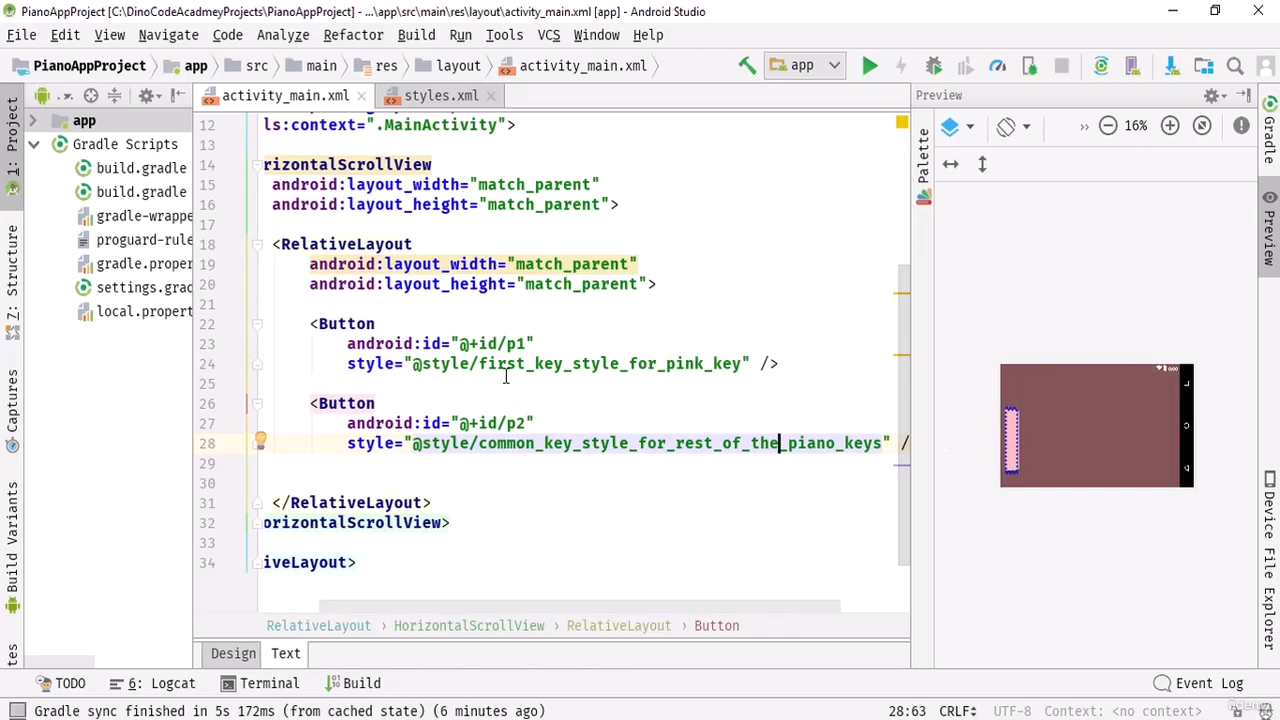 PianoAppProject [C:\DinoCodeAcadmeyProjects\PianoAppProject] - ...\app\src\main\res\layout\activity_main.xml [app] - Android Studio
File Edit View Navigate Code Analyze Refactor Build Run Tools VCS Window Help
PianoAppProject app src main res layout activity_main.xml app
activity_main.xml styles.xml Preview
1: Project
Z: Structure
Captures
Build Variants
app
Gradle Scripts
build.gradle
build.gradle
gradle-wrappe
proguard-rule
gradle.proper
settings.grad
local.propert
12 ls:context=".MainActivity">
13
14 rizontalScrollView
15 android:layout_width="match_parent"
16 android:layout_height="match_parent">
17
18 <RelativeLayout
19 android:layout_width="match_parent"
20 android:layout_height="match_parent">
21
22 <Button
23 android:id="@+id/p1"
24 style="@style/first_key_style_for_pink_key" />
25
26 <Button
27 android:id="@+id/p2"
28 style="@style/common_key_style_for_rest_of_the_piano_keys" /
29
30
31 </RelativeLayout>
32 orizontalScrollView>
33
34 iveLayout>
RelativeLayout › HorizontalScrollView › RelativeLayout › Button
Design Text
Palette
16%
Gradle
Preview
Device File Explorer
TODO 6: Logcat Terminal Build Event Log
Gradle sync finished in 5s 172ms (from cached state) (6 minutes ago) 28:63 CRLF UTF-8 Context: <no context>